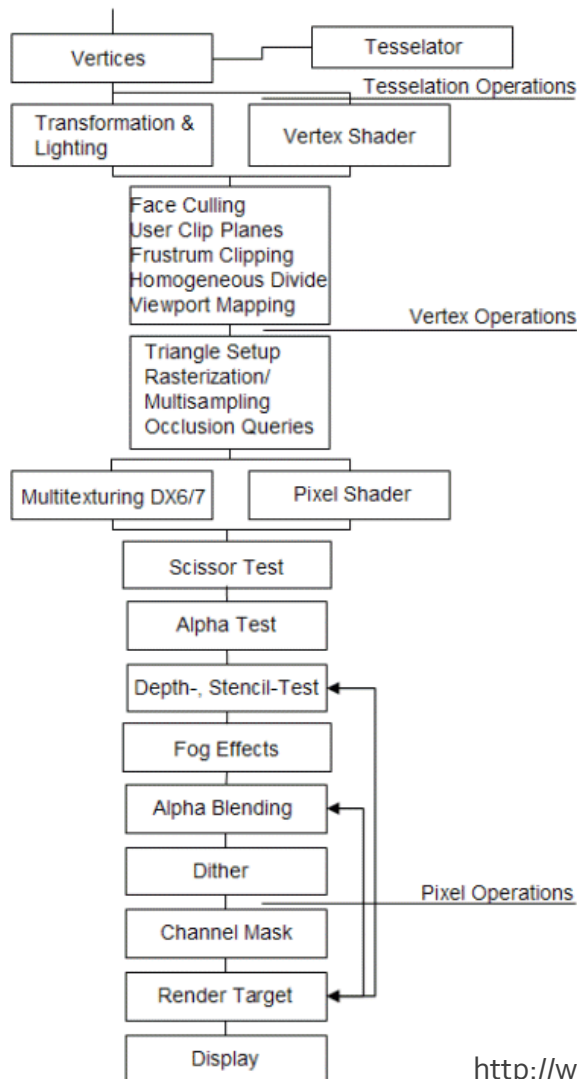 Vertices
Tesselator
Tesselation Operations
Transformation &
Lighting
Vertex Shader
Face Culling
User Clip Planes
Frustrum Clipping
Homogeneous Divide
Viewport Mapping
Vertex Operations
Triangle Setup
Rasterization/
Multisampling
Occlusion Queries
Multitexturing DX6/7
Pixel Shader
Scissor Test
Alpha Test
Depth-, Stencil-Test
Fog Effects
Alpha Blending
Dither
Pixel Operations
Channel Mask
Render Target
Display
http://w